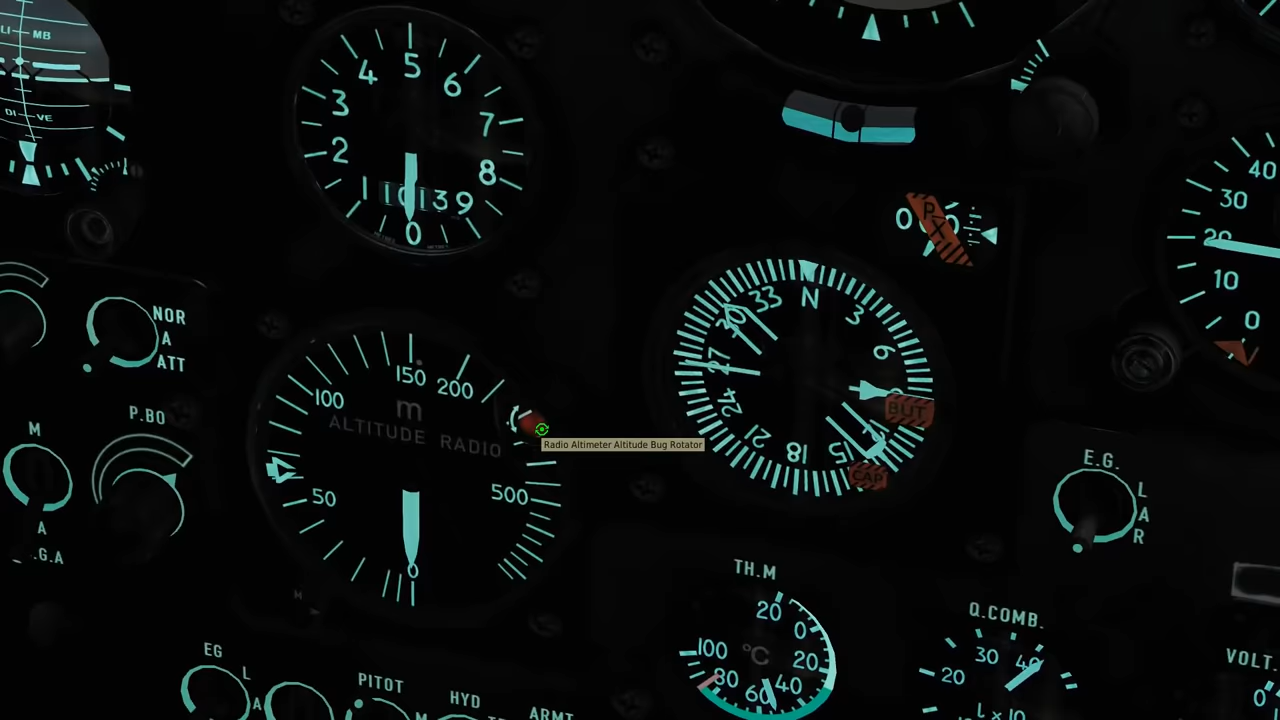 LI MB
DI VE
5
4 6
3 7
2 8
1 1013 9
0
NOR
A
ATT
M
A
.G.A
P.BO
150 200
100
m
ALTITUDE RADIO
50 500
0
Radio Altimeter Altitude Bug Rotator
N
33 3
30 6
27
24
21 18 15
BUT
CAP
40
30
20
10
0
E.G.
L
A
R
TH.M
20
0
100 °C 20
80 60 40
Q.COMB.
30 40
20
l x 10
VOLT.
0
EG
L
A
PITOT
HYD
M
ARMT